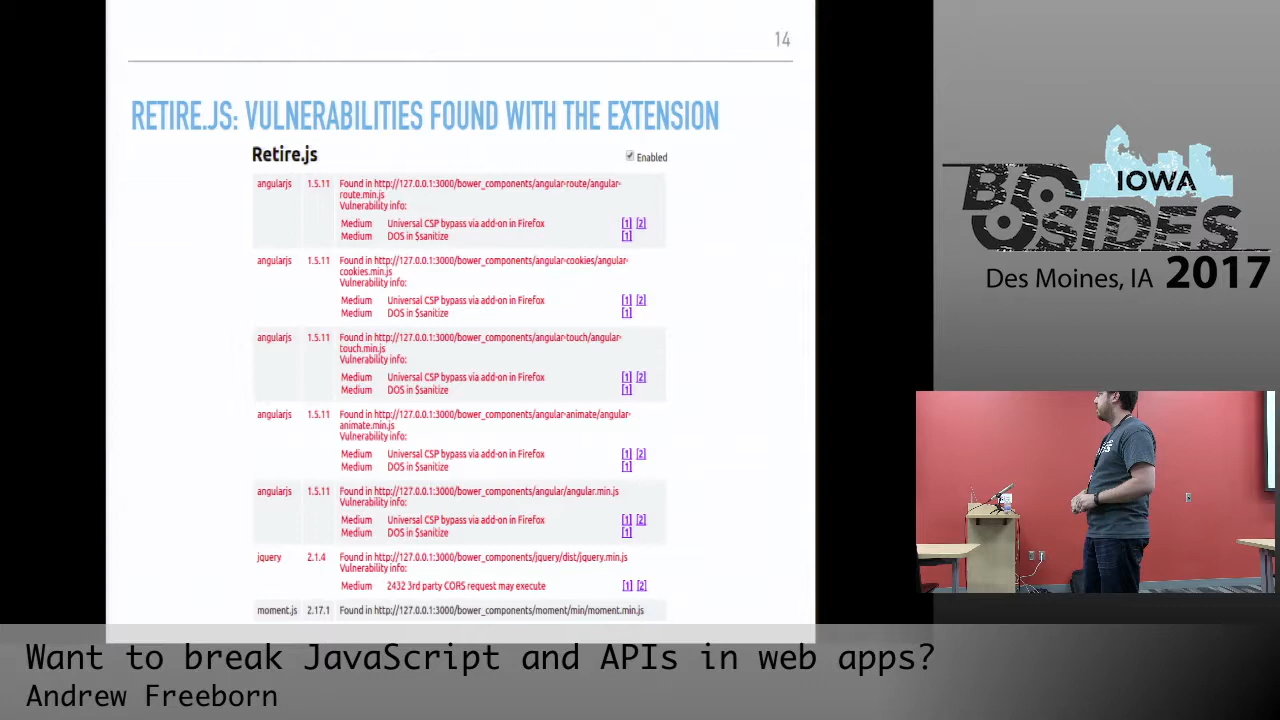 14
RETIRE.JS: VULNERABILITIES FOUND WITH THE EXTENSION
Retire.js
Enabled
angularjs 1.5.11 Found in http://127.0.0.1:3000/bower_components/angular-route/angular-
route.min.js
Vulnerability info:
Medium Universal CSP bypass via add-on in Firefox [1] [2]
Medium DOS in $sanitize [1]
angularjs 1.5.11 Found in http://127.0.0.1:3000/bower_components/angular-cookies/angular-
cookies.min.js
Vulnerability info:
Medium Universal CSP bypass via add-on in Firefox [1] [2]
Medium DOS in $sanitize [1]
angularjs 1.5.11 Found in http://127.0.0.1:3000/bower_components/angular-touch/angular-
touch.min.js
Vulnerability info:
Medium Universal CSP bypass via add-on in Firefox [1] [2]
Medium DOS in $sanitize [1]
angularjs 1.5.11 Found in http://127.0.0.1:3000/bower_components/angular-animate/angular-
animate.min.js
Vulnerability info:
Medium Universal CSP bypass via add-on in Firefox [1] [2]
Medium DOS in $sanitize [1]
angularjs 1.5.11 Found in http://127.0.0.1:3000/bower_components/angular/angular.min.js
Vulnerability info:
Medium Universal CSP bypass via add-on in Firefox [1] [2]
Medium DOS in $sanitize [1]
jquery 2.1.4 Found in http://127.0.0.1:3000/bower_components/jquery/dist/jquery.min.js
Vulnerability info:
Medium 2432 3rd party CORS request may execute [1] [2]
moment.js 2.17.1 Found in http://127.0.0.1:3000/bower_components/moment/min/moment.min.js
IOWA
BSIDES
Des Moines, IA 2017
Want to break JavaScript and APIs in web apps?
Andrew Freeborn